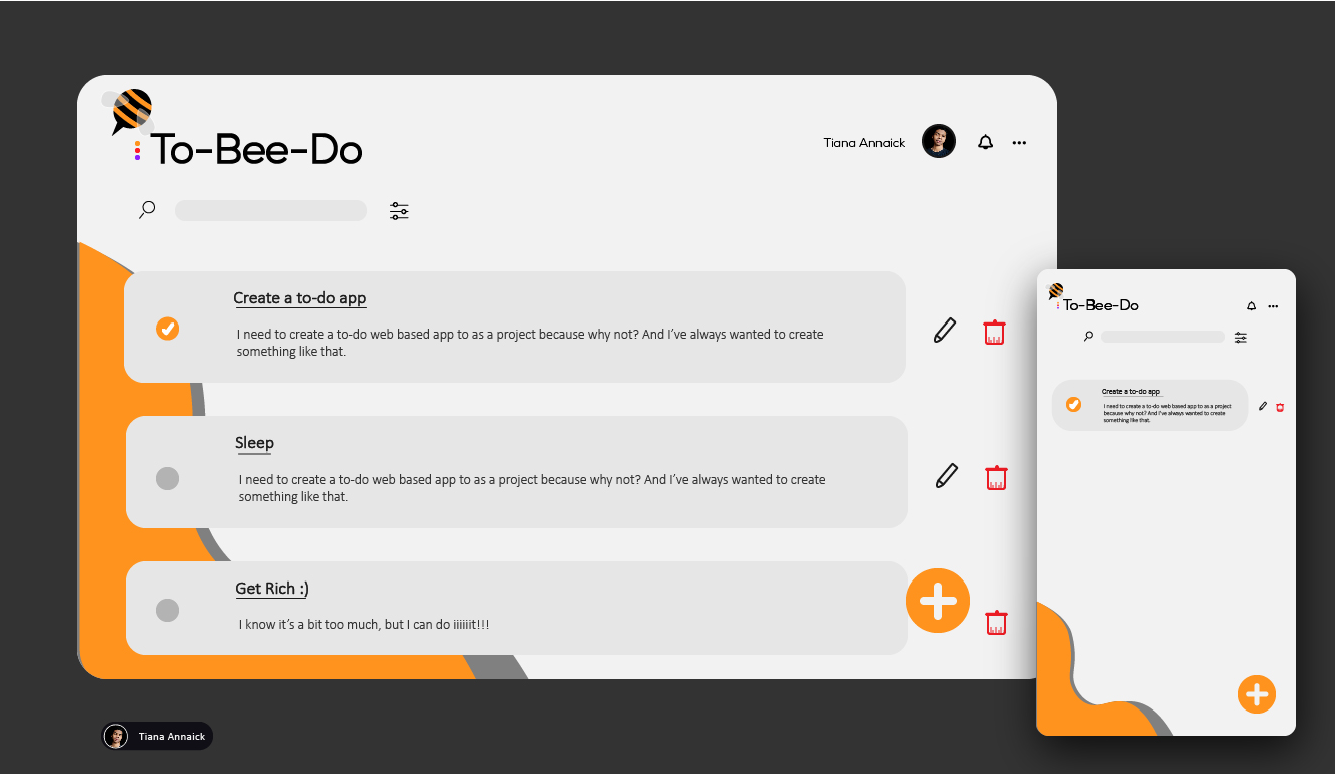 To-Bee-Do
Tiana Annaick
Create a to-do app
I need to create a to-do web based app to as a project because why not? And I've always wanted to create
something like that.
Sleep
I need to create a to-do web based app to as a project because why not? And I've always wanted to create
something like that.
Get Rich :)
I know it's a bit too much, but I can do iiiiiit!!!
To-Bee-Do
Create a to-do app
I need to create a to-do web based app to as a project
because why not? And I've always wanted to create
something like that.
Tiana Annaick